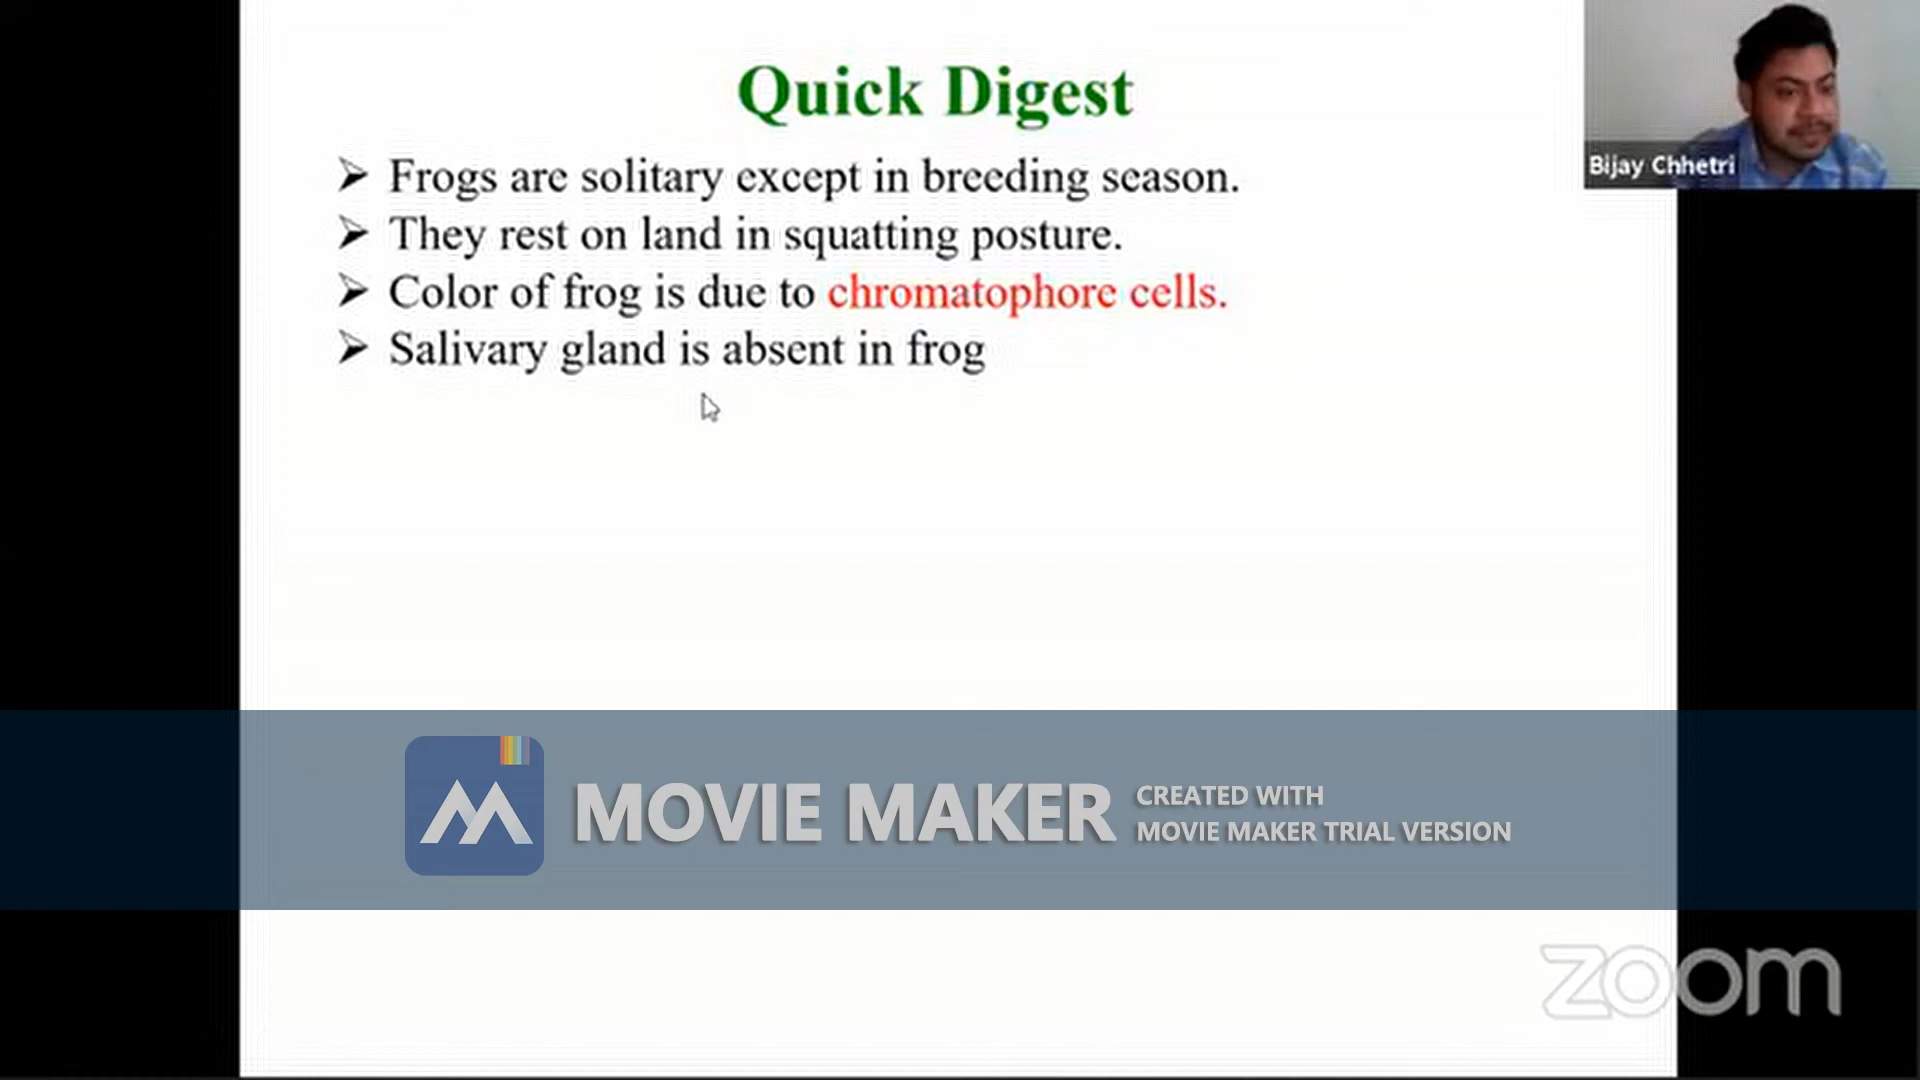 Quick Digest
Bijay Chhetri
➤ Frogs are solitary except in breeding season.
➤ They rest on land in squatting posture.
➤ Color of frog is due to chromatophore cells.
➤ Salivary gland is absent in frog
MOVIE MAKER
CREATED WITH
MOVIE MAKER TRIAL VERSION
zoom